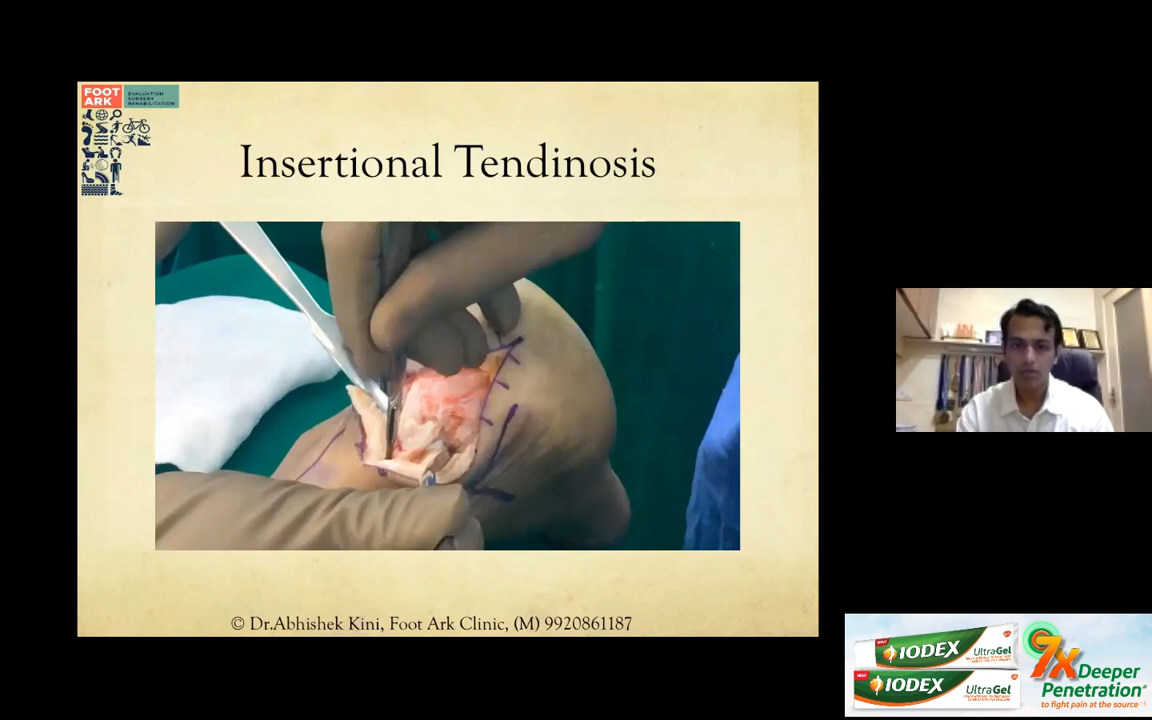 FOOT
ARK
EVALUATION
SURGERY
REHABILITATION
Insertional Tendinosis
© Dr.Abhishek Kini, Foot Ark Clinic, (M) 9920861187
IODEX
UltraGel
IODEX
UltraGel
7X
Deeper
Penetration#
to fight pain at the source